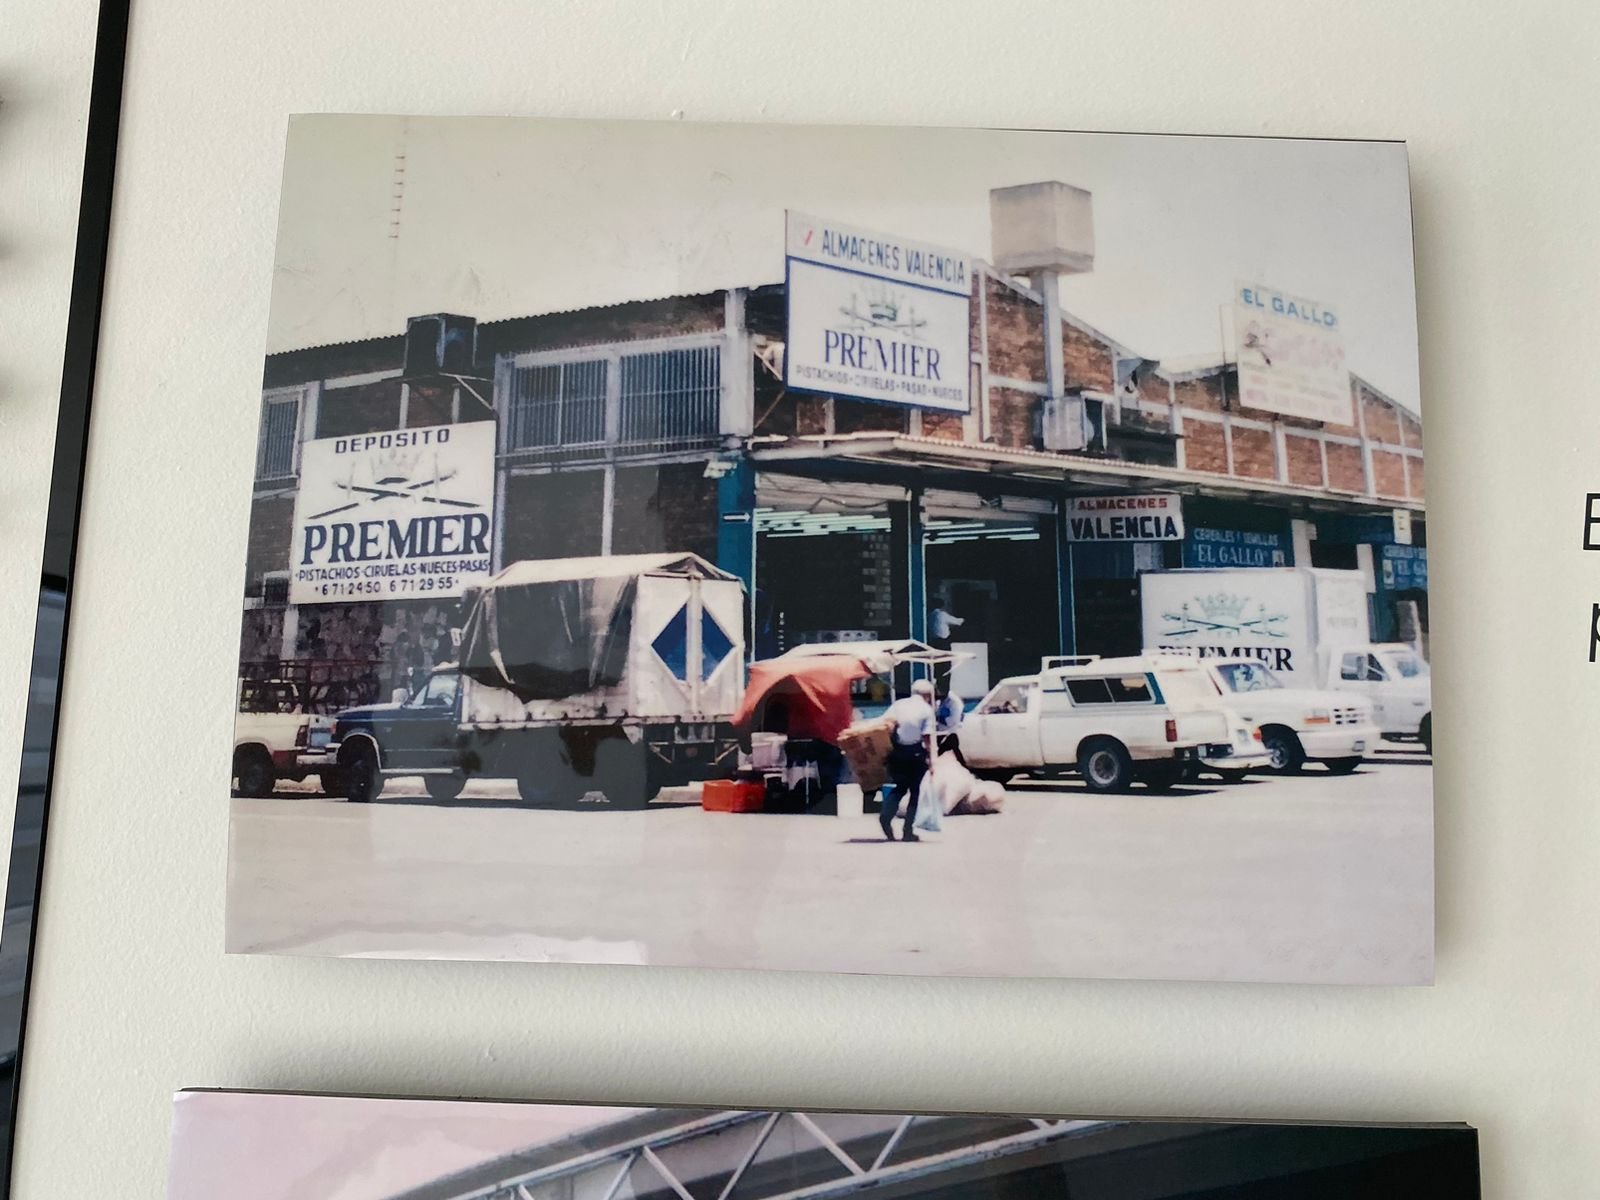 ALMACENES VALENCIA
PREMIER
PISTACHIOS·CIRUELAS·PASAS·NUECES
EL GALLO
DEPOSITO
PREMIER
·PISTACHIOS·CIRUELAS·NUECES·PASAS·
·6 71 24 50 6 71 29 55·
ALMACENES
VALENCIA
CEREALES Y SEMILLAS
"EL GALLO"
PREMIER